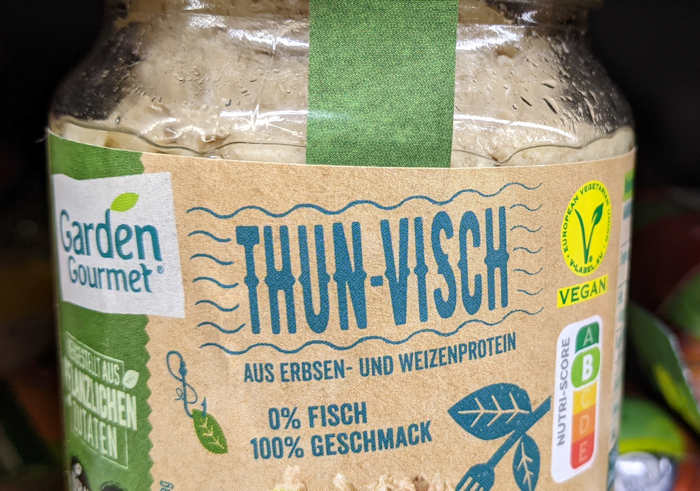 Garden
Gourmet®
THUN-VISCH
AUS ERBSEN- UND WEIZENPROTEIN
0% FISCH
100% GESCHMACK
HERGESTELLT AUS
PFLANZLICHEN
ZUTATEN
EUROPEAN VEGETARIAN UNION
V-LABEL.EU
VEGAN
NUTRI-SCORE
A
B
C
D
E